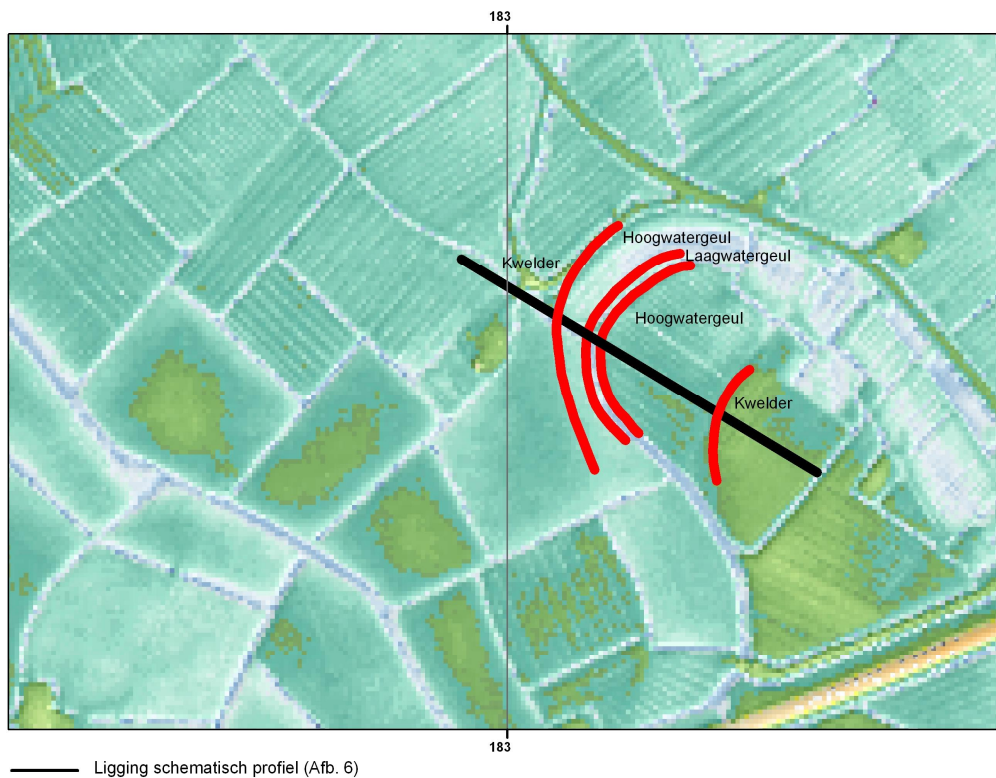 183
Hoogwatergeul
Laagwatergeul
Kwelder
Hoogwatergeul
Kwelder
183
Ligging schematisch profiel (Afb. 6)